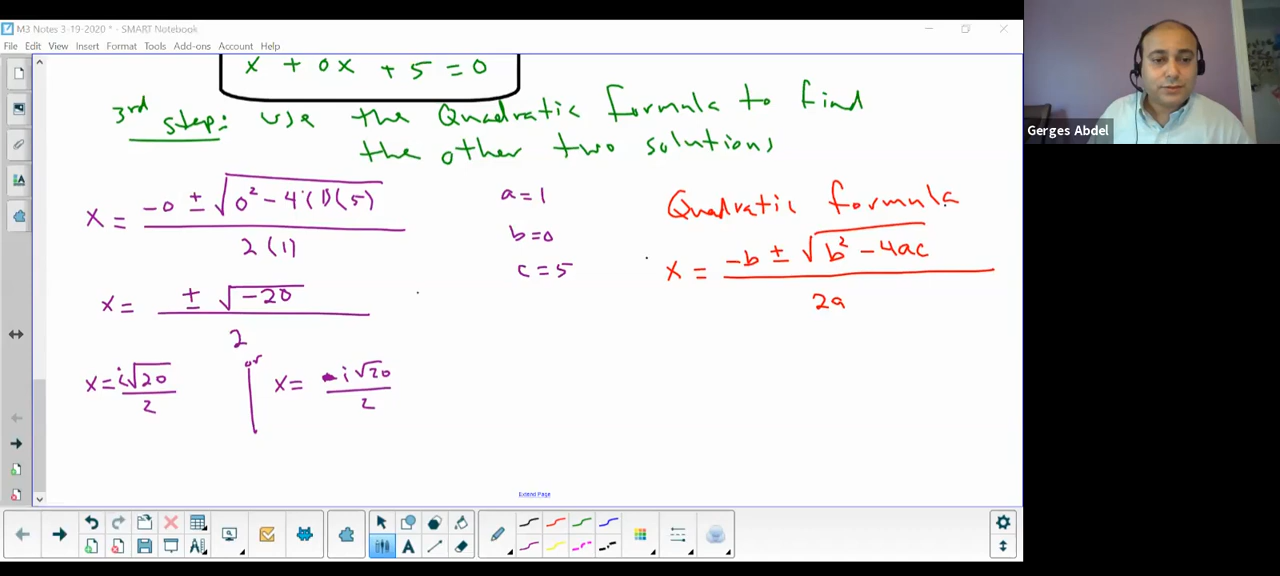 M3 Notes 3-19-2020 * - SMART Notebook
File Edit View Insert Format Tools Add-ons Account Help
x + 0x + 5 = 0
3rd step: use the Quadratic formula to find
the other two solutions
x = -0 ± √0² - 4(1)(5) / 2(1)
a = 1
b = 0
c = 5
Quadratic formula
x = -b ± √b² - 4ac / 2a
x = ± √-20 / 2
x = i√20 / 2 or x = -i√20 / 2
Extend Page
Gerges Abdel